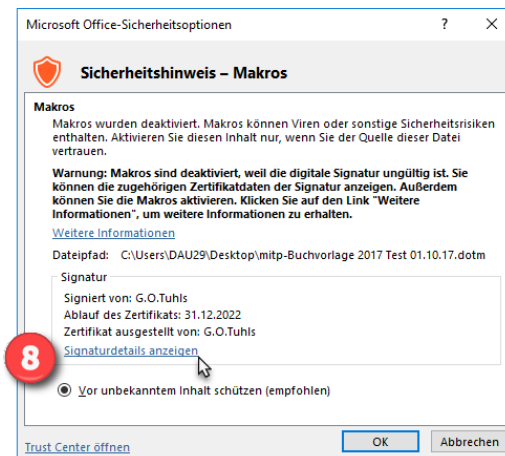 Microsoft Office-Sicherheitsoptionen ? X
Sicherheitshinweis – Makros
Makros
Makros wurden deaktiviert. Makros können Viren oder sonstige Sicherheitsrisiken
enthalten. Aktivieren Sie diesen Inhalt nur, wenn Sie der Quelle dieser Datei
vertrauen.
Warnung: Makros sind deaktiviert, weil die digitale Signatur ungültig ist. Sie
können die zugehörigen Zertifikatdaten der Signatur anzeigen. Außerdem
können Sie die Makros aktivieren. Klicken Sie auf den Link "Weitere
Informationen", um weitere Informationen zu erhalten.
Weitere Informationen
Dateipfad: C:\Users\DAU29\Desktop\mitp-Buchvorlage 2017 Test 01.10.17.dotm
Signatur
Signiert von: G.O.Tuhls
Ablauf des Zertifikats: 31.12.2022
Zertifikat ausgestellt von: G.O.Tuhls
8 Signaturdetails anzeigen
Vor unbekanntem Inhalt schützen (empfohlen)
Trust Center öffnen OK Abbrechen